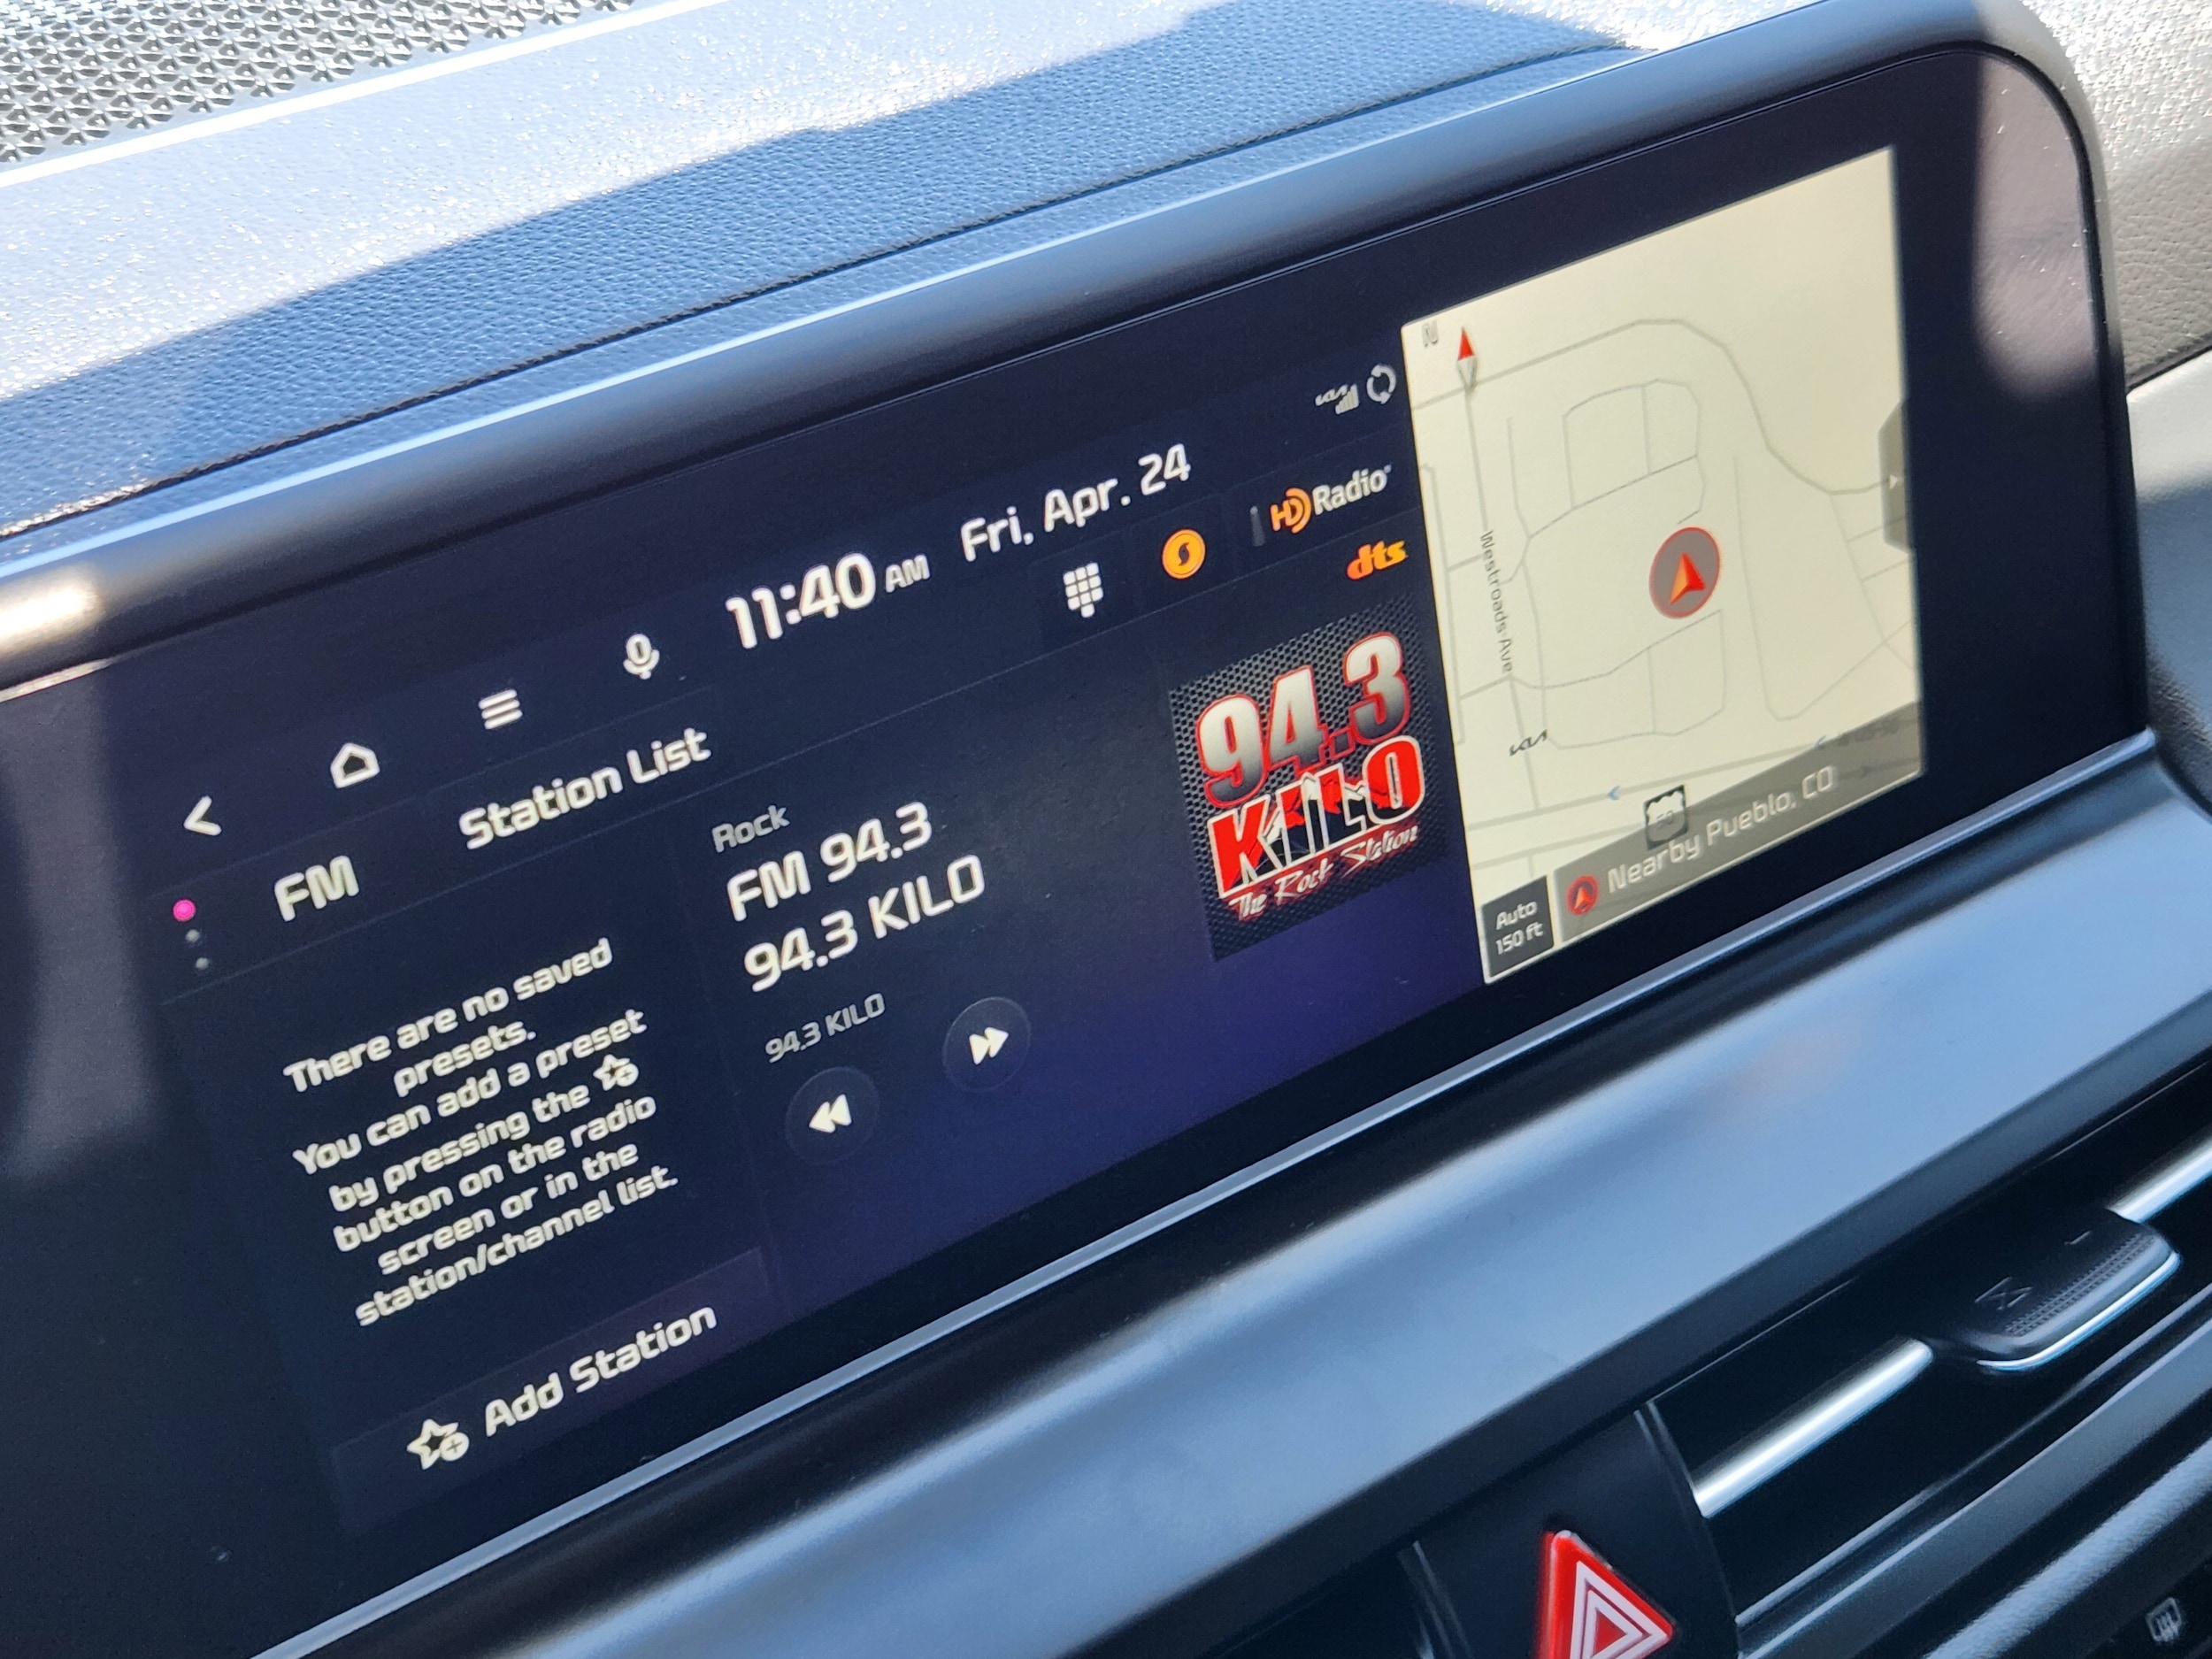 11:40 AM
Fri, Apr. 24
FM
Station List
HD Radio
dts
There are no saved
presets.
You can add a preset
by pressing the
button on the radio
screen or in the
station/channel list.
Add Station
Rock
FM 94.3
94.3 KILO
94.3 KILO
94.3
KILO
The Rock Station
N
Westroads Ave
KIA
Auto
150 ft
Nearby Pueblo, CO